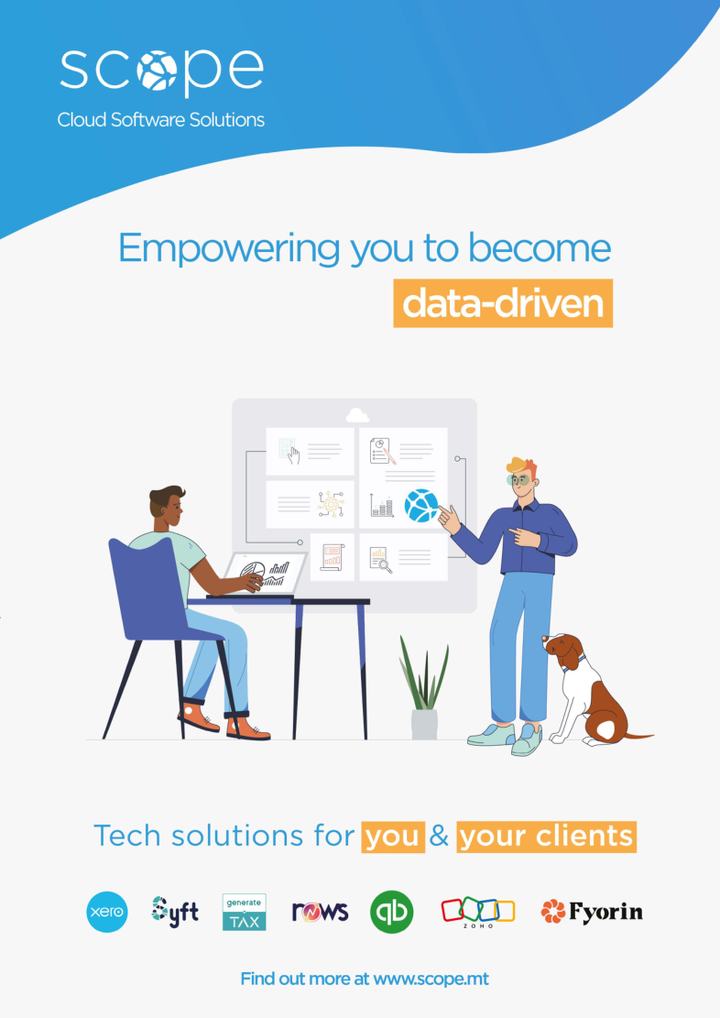 scope
Cloud Software Solutions
Empowering you to become
data-driven
Tech solutions for you & your clients
xero
Syft
generate
TAX
rows
qb
ZOHO
Fyorin
Find out more at www.scope.mt